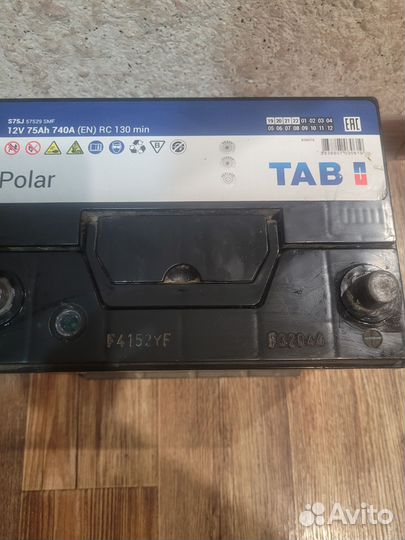 S75J 57529 SMF
12V 75Ah 740A (EN) RC 130 min
19 20 21 22 01 02 03 04
05 06 07 08 09 10 11 12
EAC
Polar
TAB
F4152YF
Avito